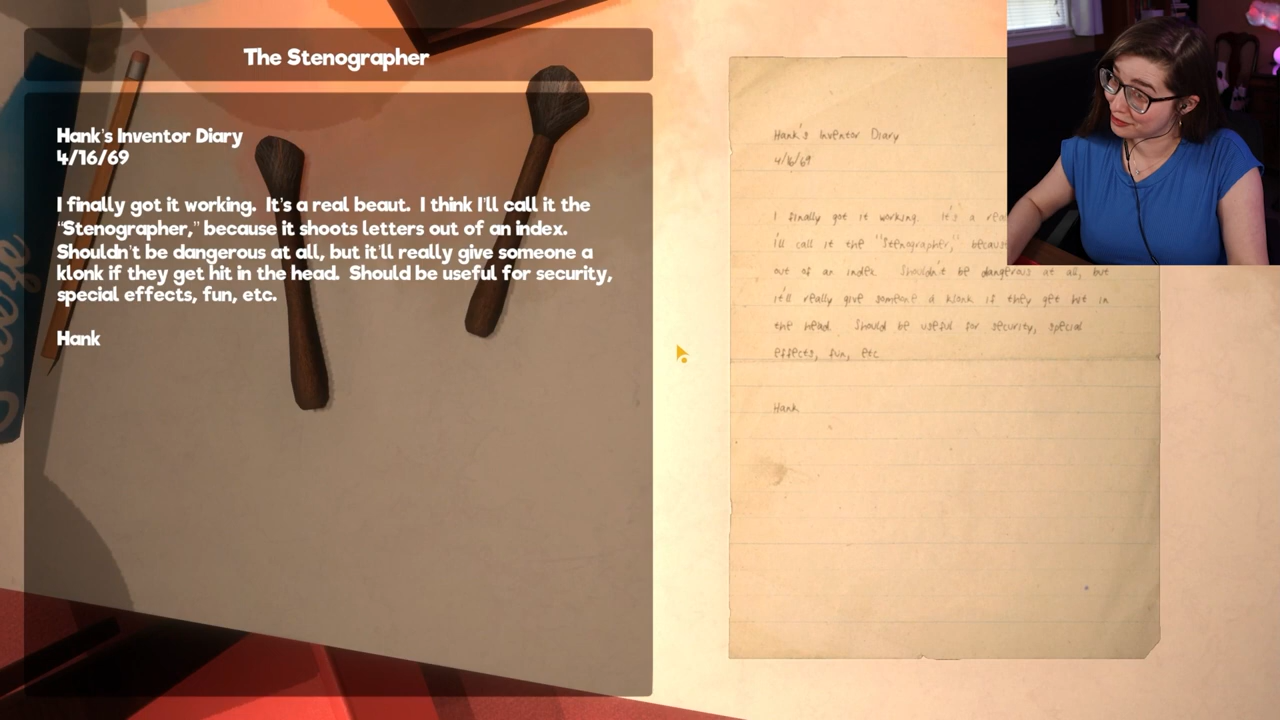 The Stenographer
Hank's Inventor Diary
4/16/69
I finally got it working. It's a real beaut. I think I'll call it the
"Stenographer," because it shoots letters out of an index.
Shouldn't be dangerous at all, but it'll really give someone a
klonk if they get hit in the head. Should be useful for security,
special effects, fun, etc.
Hank
Hank's Inventor Diary
4/16/69
I finally got it working. It's a
I'll call it the "Stenographer,"
out of an index. Shouldn't be dangerous at all, but
it'll really give someone a klonk if they get hit in
the head. Should be useful for security, special
effects, fun, etc
Hank